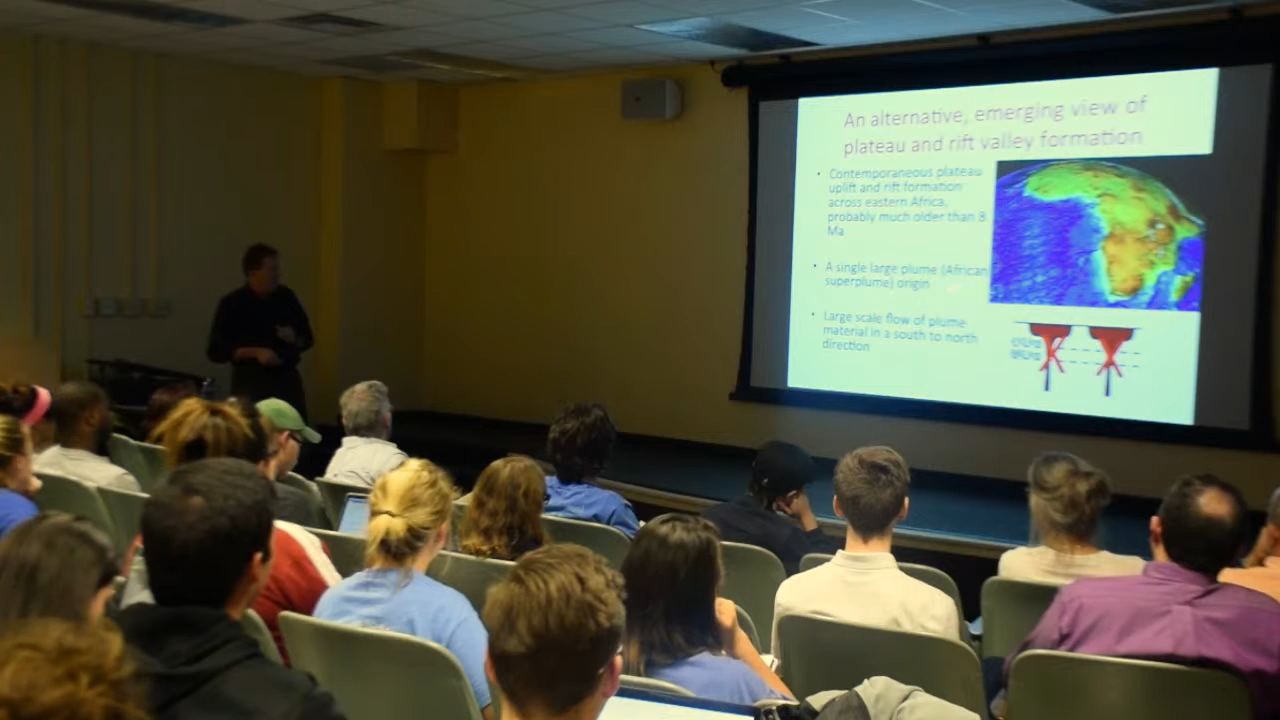 An alternative, emerging view of
plateau and rift valley formation
• Contemporaneous plateau
uplift and rift formation
across eastern Africa,
probably much older than 8
Ma
• A single large plume (African
superplume) origin
• Large scale flow of plume
material in a south to north
direction